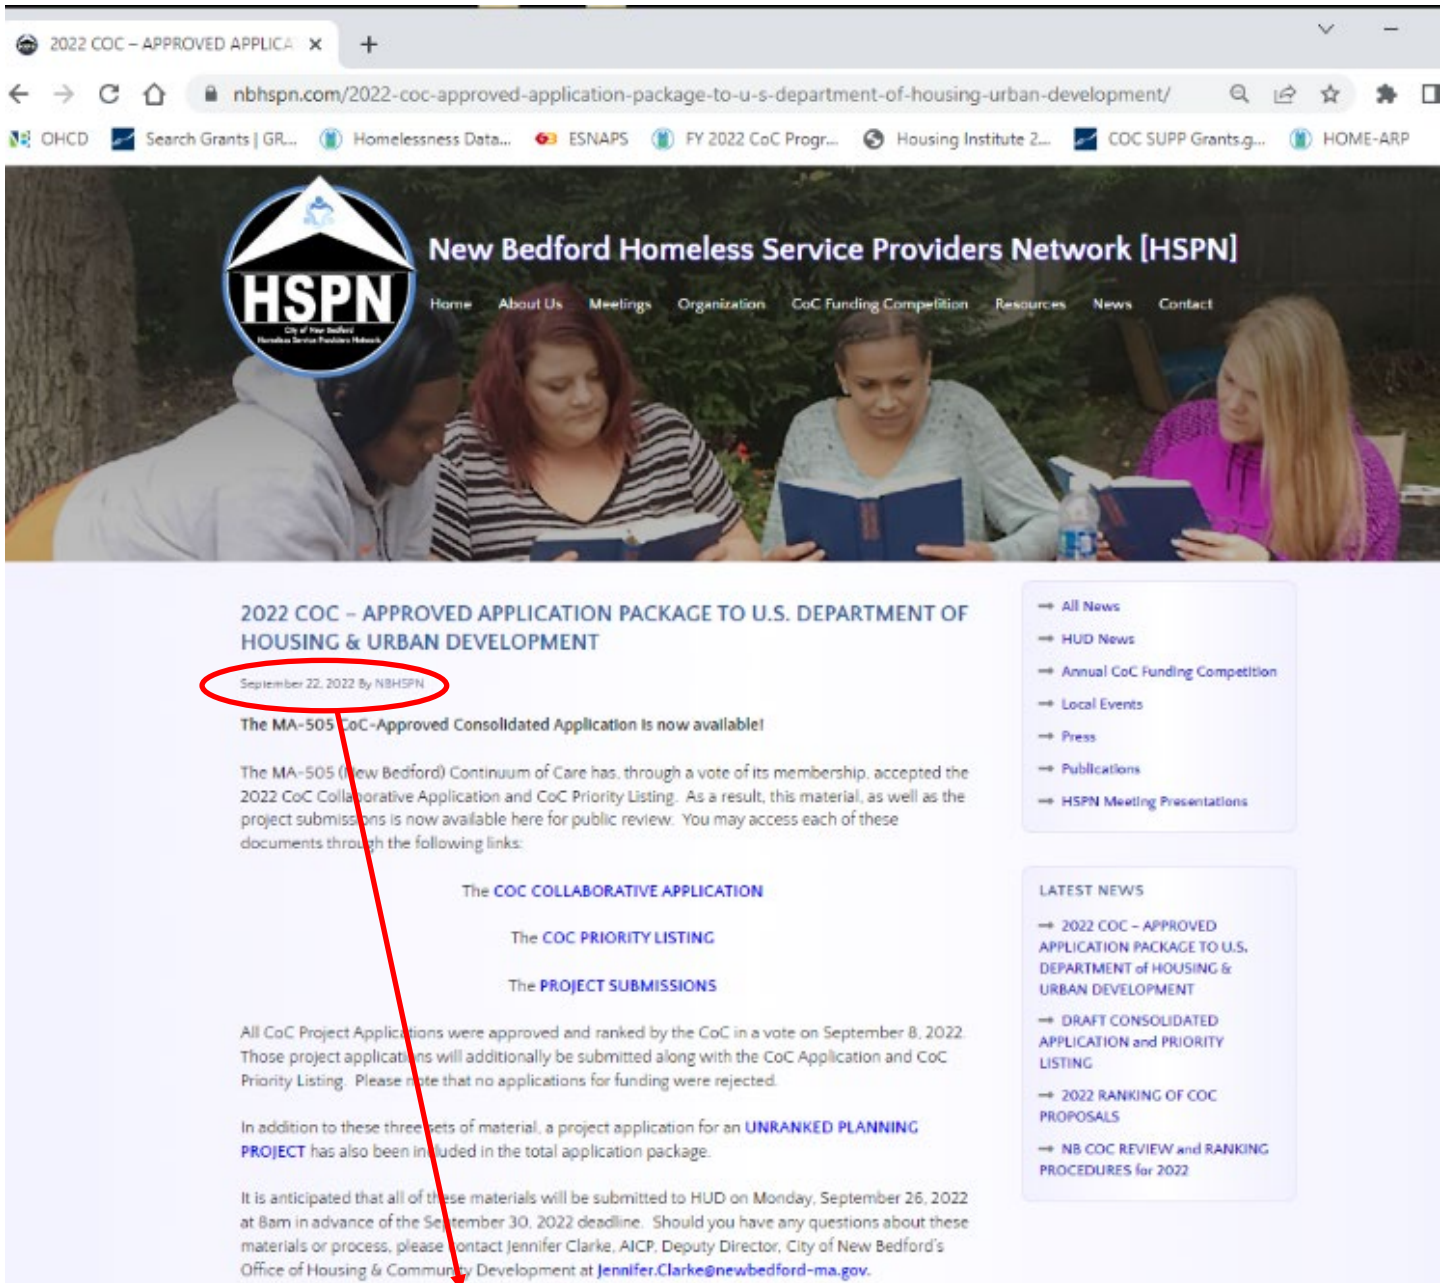 2022 COC – APPROVED APPLICA
nbhspn.com/2022-coc-approved-application-package-to-u-s-department-of-housing-urban-development/
OHCD Search Grants | GR... Homelessness Data... ESNAPS FY 2022 CoC Progr... Housing Institute 2... COC SUPP Grants.g... HOME-ARP
HSPN
City of New Bedford
Homeless Service Providers Network
New Bedford Homeless Service Providers Network [HSPN]
Home About Us Meetings Organization CoC Funding Competition Resources News Contact
2022 COC – APPROVED APPLICATION PACKAGE TO U.S. DEPARTMENT OF
HOUSING & URBAN DEVELOPMENT
September 22, 2022 By NBHSPN
The MA-505 CoC-Approved Consolidated Application is now available!
The MA-505 (New Bedford) Continuum of Care has, through a vote of its membership, accepted the
2022 CoC Collaborative Application and CoC Priority Listing. As a result, this material, as well as the
project submissions is now available here for public review. You may access each of these
documents through the following links:
The COC COLLABORATIVE APPLICATION
The COC PRIORITY LISTING
The PROJECT SUBMISSIONS
All CoC Project Applications were approved and ranked by the CoC in a vote on September 8, 2022.
Those project applications will additionally be submitted along with the CoC Application and CoC
Priority Listing. Please note that no applications for funding were rejected.
In addition to these three sets of material, a project application for an UNRANKED PLANNING
PROJECT has also been included in the total application package.
It is anticipated that all of these materials will be submitted to HUD on Monday, September 26, 2022
at 8am in advance of the September 30, 2022 deadline. Should you have any questions about these
materials or process, please contact Jennifer Clarke, AICP, Deputy Director, City of New Bedford's
Office of Housing & Community Development at Jennifer.Clarke@newbedford-ma.gov.
→ All News
→ HUD News
→ Annual CoC Funding Competition
→ Local Events
→ Press
→ Publications
→ HSPN Meeting Presentations
LATEST NEWS
→ 2022 COC – APPROVED
APPLICATION PACKAGE TO U.S.
DEPARTMENT of HOUSING &
URBAN DEVELOPMENT
→ DRAFT CONSOLIDATED
APPLICATION and PRIORITY
LISTING
→ 2022 RANKING OF COC
PROPOSALS
→ NB COC REVIEW and RANKING
PROCEDURES for 2022